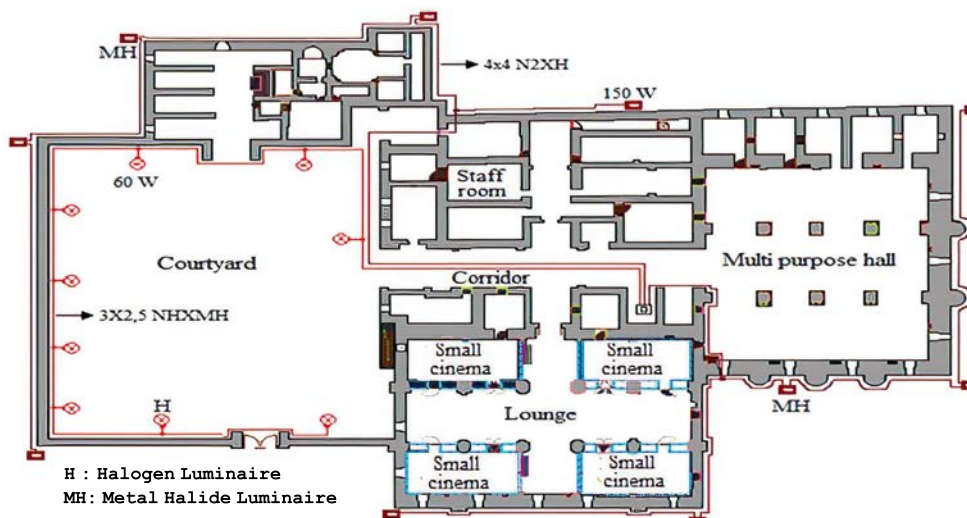 MH
4x4 N2XH
150 W
60 W
Staff
room
Courtyard
Multi purpose hall
Corridor
3X2,5 NHXMH
Small
cinema
Small
cinema
H
Lounge
MH
Small
cinema
Small
cinema
H : Halogen Luminaire
MH: Metal Halide Luminaire